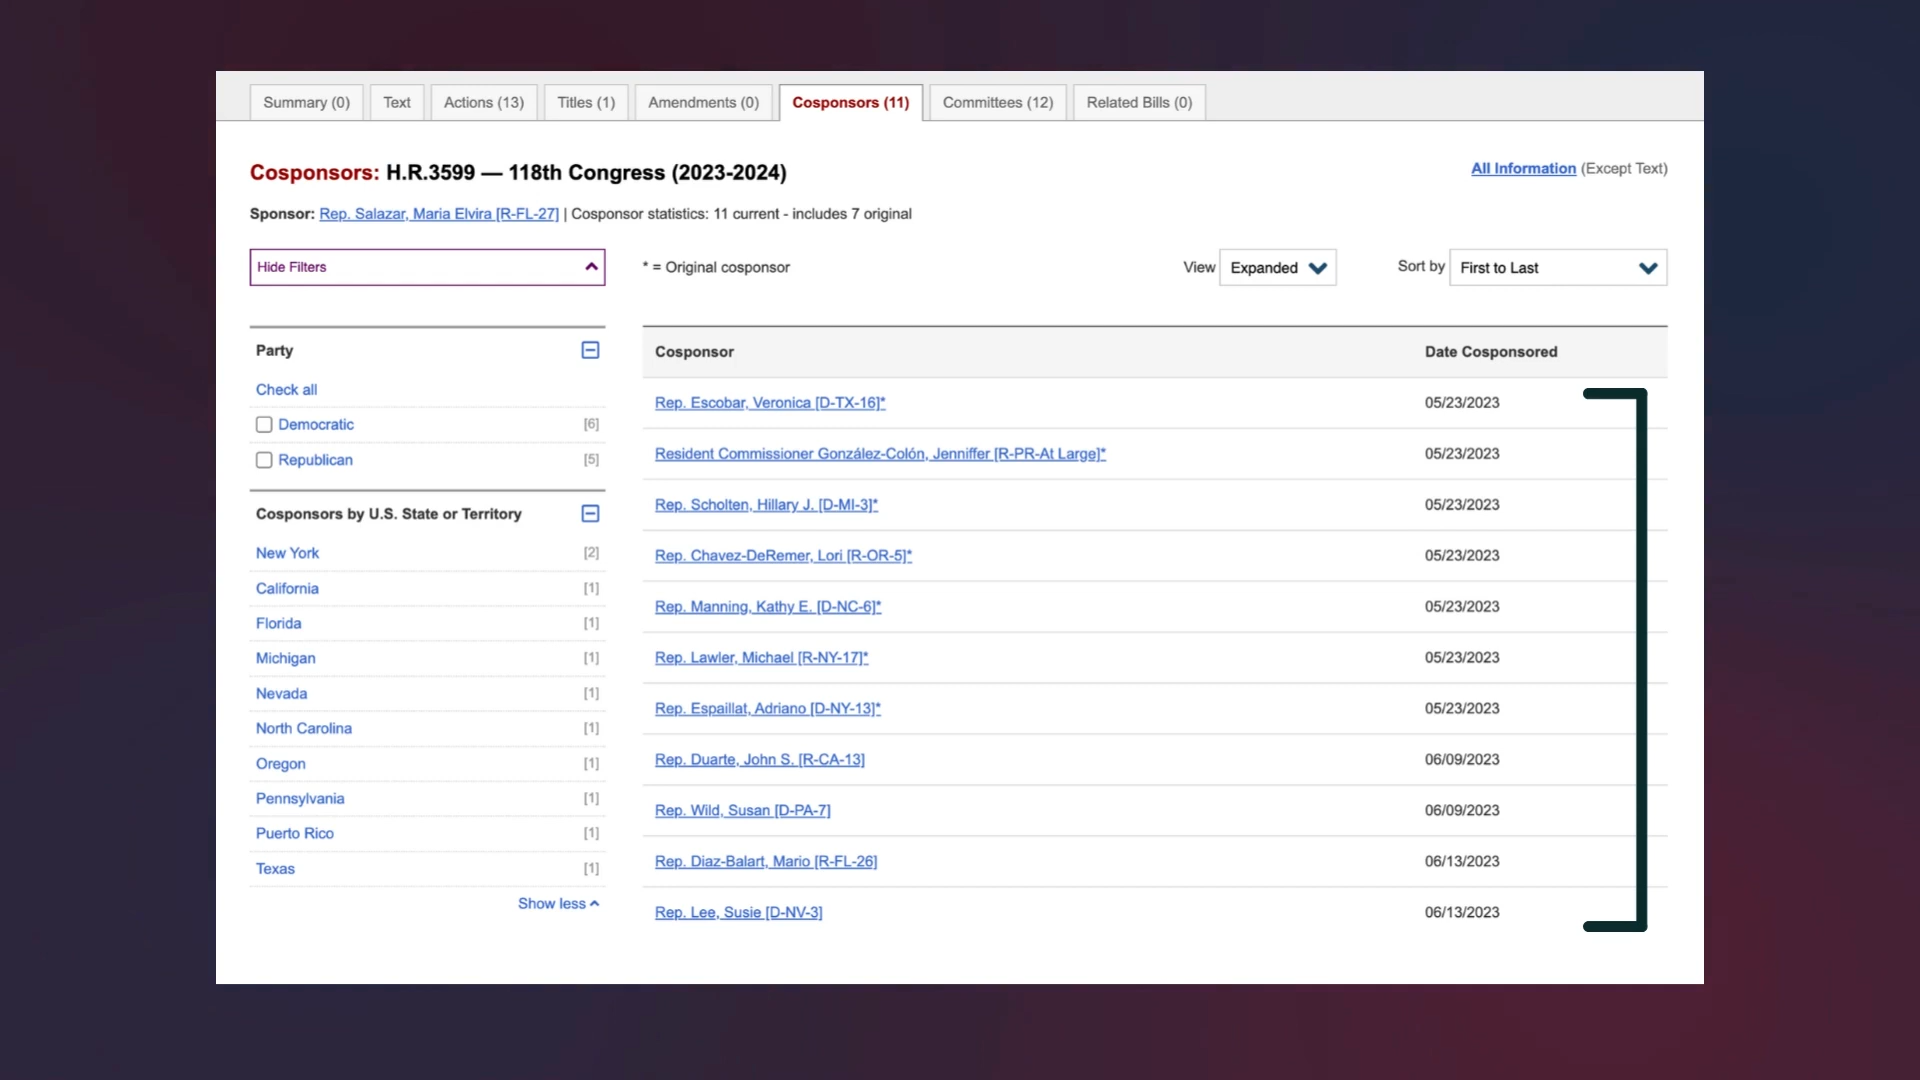 Summary (0) Text Actions (13) Titles (1) Amendments (0) Cosponsors (11) Committees (12) Related Bills (0)
Cosponsors: H.R.3599 — 118th Congress (2023-2024)
All Information (Except Text)
Sponsor: Rep. Salazar, Maria Elvira [R-FL-27] | Cosponsor statistics: 11 current - includes 7 original
Hide Filters
* = Original cosponsor
View Expanded
Sort by First to Last
Party
Check all
Democratic [6]
Republican [5]
Cosponsors by U.S. State or Territory
New York [2]
California [1]
Florida [1]
Michigan [1]
Nevada [1]
North Carolina [1]
Oregon [1]
Pennsylvania [1]
Puerto Rico [1]
Texas [1]
Show less
Cosponsor Date Cosponsored
Rep. Escobar, Veronica [D-TX-16]* 05/23/2023
Resident Commissioner González-Colón, Jenniffer [R-PR-At Large]* 05/23/2023
Rep. Scholten, Hillary J. [D-MI-3]* 05/23/2023
Rep. Chavez-DeRemer, Lori [R-OR-5]* 05/23/2023
Rep. Manning, Kathy E. [D-NC-6]* 05/23/2023
Rep. Lawler, Michael [R-NY-17]* 05/23/2023
Rep. Espaillat, Adriano [D-NY-13]* 05/23/2023
Rep. Duarte, John S. [R-CA-13] 06/09/2023
Rep. Wild, Susan [D-PA-7] 06/09/2023
Rep. Diaz-Balart, Mario [R-FL-26] 06/13/2023
Rep. Lee, Susie [D-NV-3] 06/13/2023